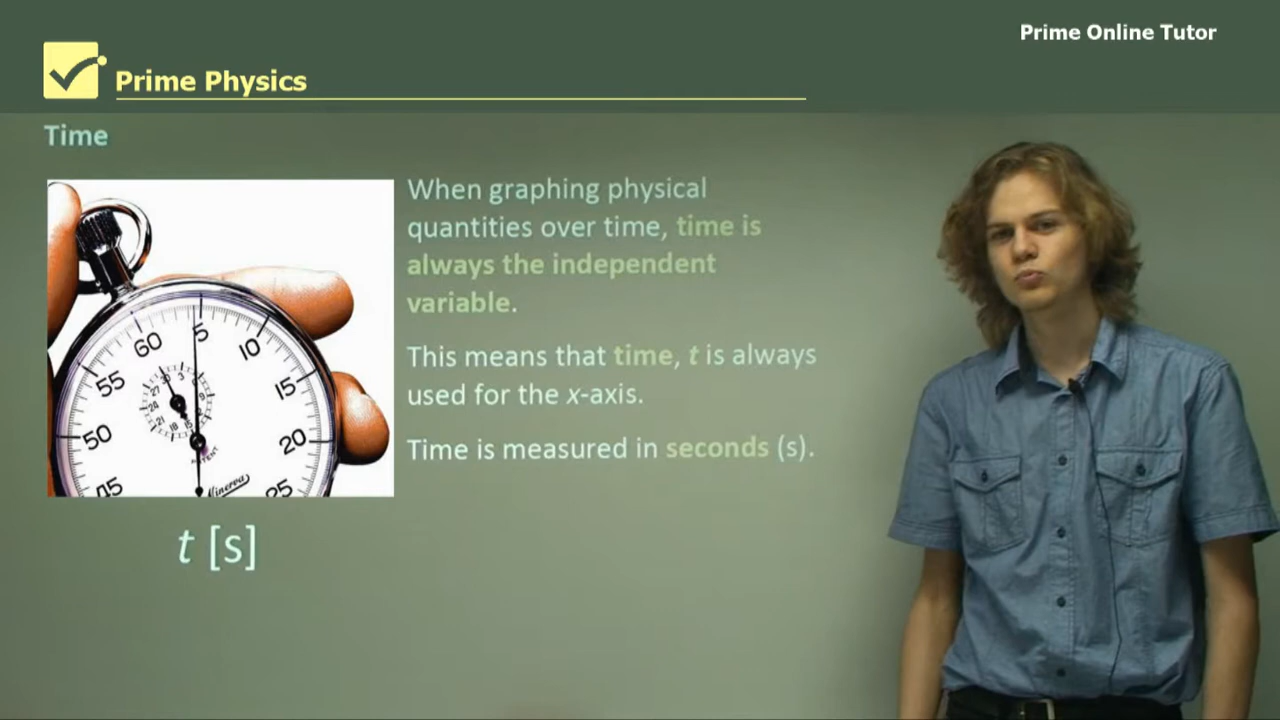 Prime Online Tutor
Prime Physics
Time
When graphing physical
quantities over time, time is
always the independent
variable.
This means that time, t is always
used for the x-axis.
Time is measured in seconds (s).
60
5
10
55
15
50
20
45
25
Minerva
t [s]